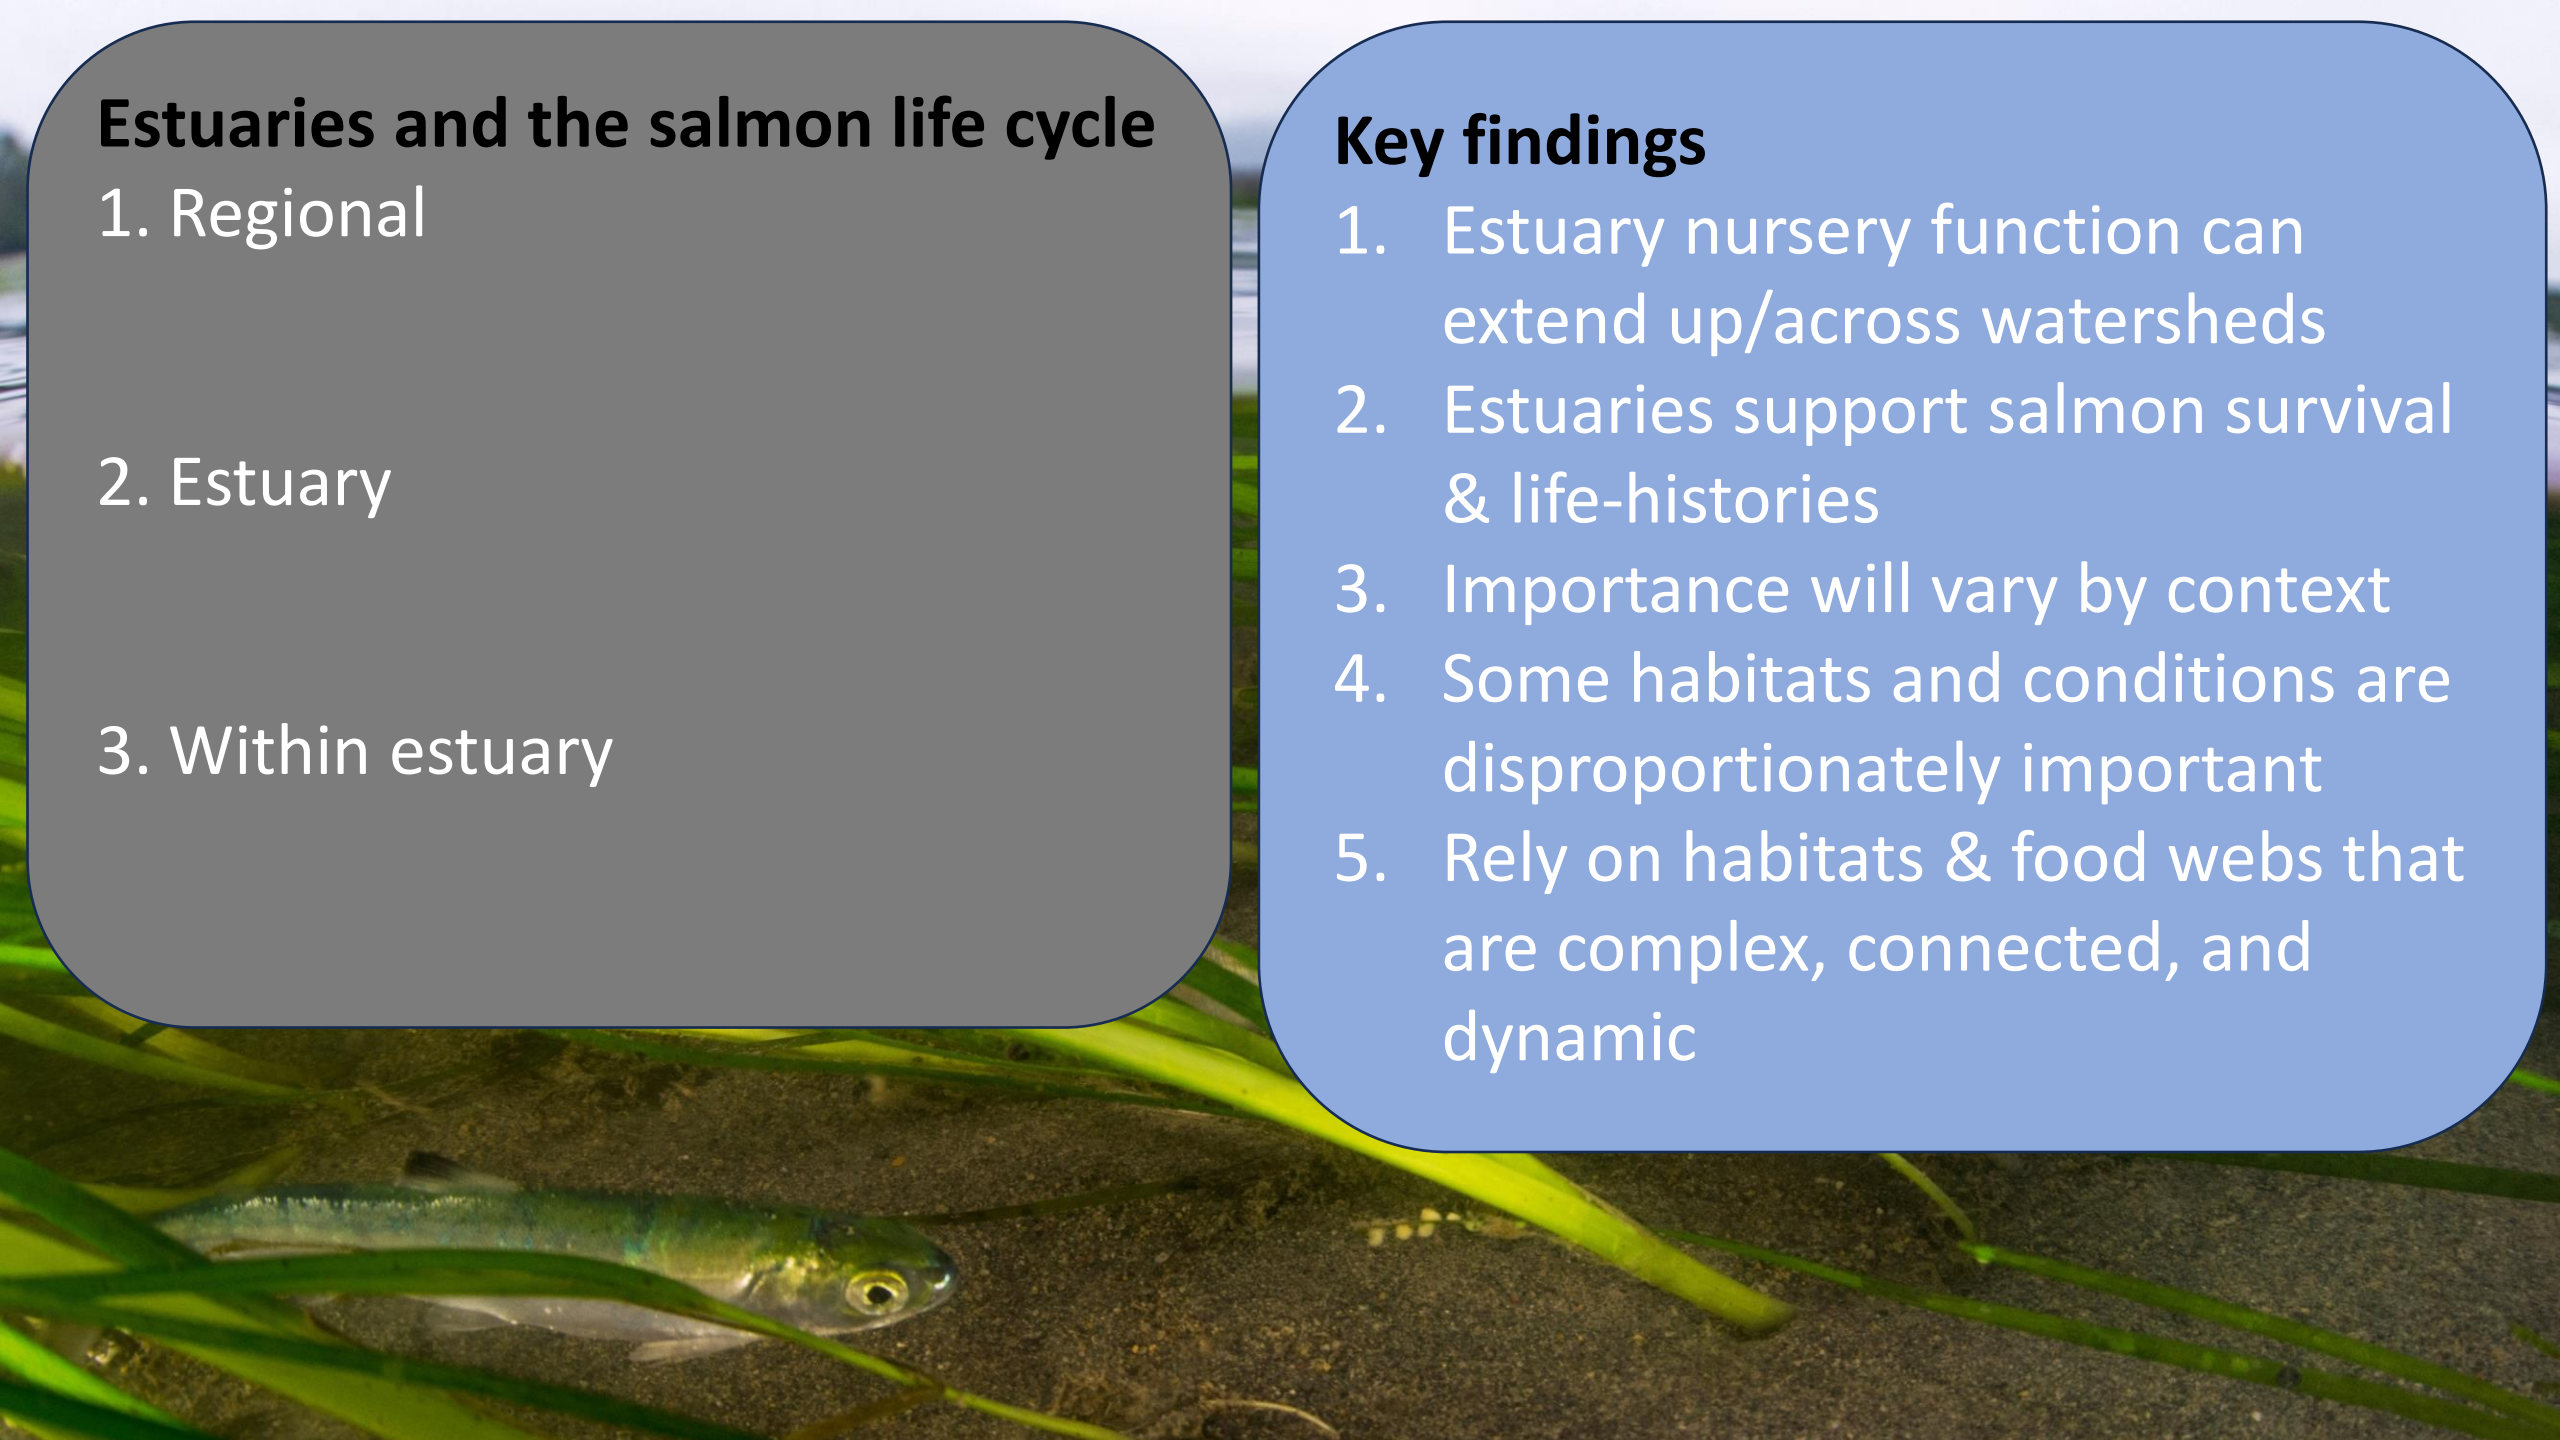 Estuaries and the salmon life cycle
1. Regional
2. Estuary
3. Within estuary
Key findings
1. Estuary nursery function can
extend up/across watersheds
2. Estuaries support salmon survival
& life-histories
3. Importance will vary by context
4. Some habitats and conditions are
disproportionately important
5. Rely on habitats & food webs that
are complex, connected, and
dynamic